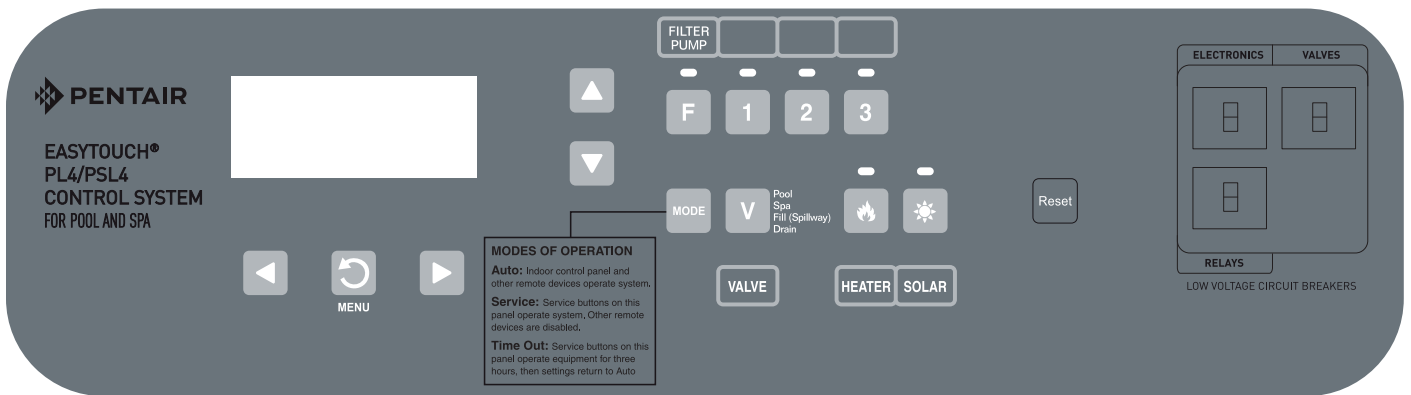 PENTAIR
EASYTOUCH®
PL4/PSL4
CONTROL SYSTEM
FOR POOL AND SPA
MENU
FILTER
PUMP
F
1
2
3
MODE
V
Pool
Spa
Fill (Spillway)
Drain
VALVE
HEATER
SOLAR
MODES OF OPERATION
Auto: Indoor control panel and
other remote devices operate system.
Service: Service buttons on this
panel operate system, Other remote
devices are disabled.
Time Out: Service buttons on this
panel operate equipment for three
hours, then settings return to Auto
Reset
ELECTRONICS
VALVES
RELAYS
LOW VOLTAGE CIRCUIT BREAKERS